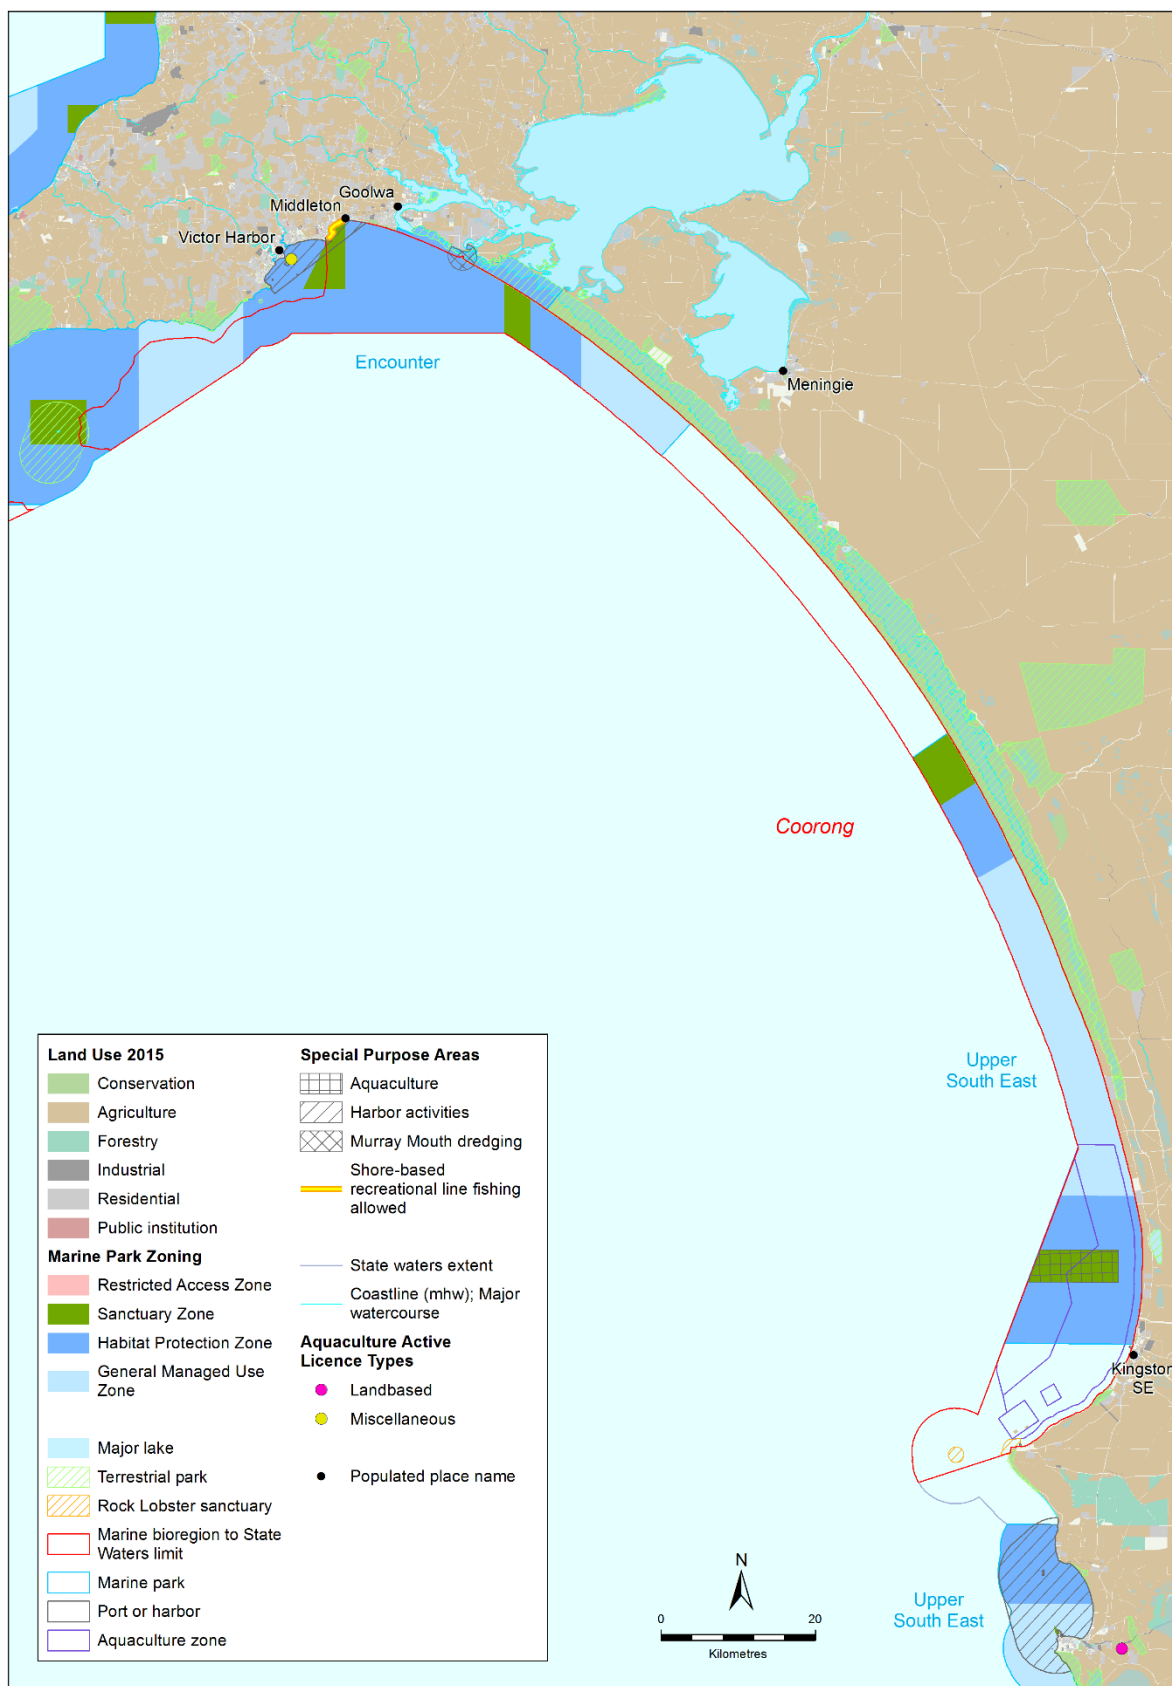 Goolwa
Middleton
Victor Harbor
Encounter
Meningie
Coorong
Upper
South East
Kingston
SE
Upper
South East
Land Use 2015
Conservation
Agriculture
Forestry
Industrial
Residential
Public institution
Marine Park Zoning
Restricted Access Zone
Sanctuary Zone
Habitat Protection Zone
General Managed Use
Zone
Major lake
Terrestrial park
Rock Lobster sanctuary
Marine bioregion to State
Waters limit
Marine park
Port or harbor
Aquaculture zone
Special Purpose Areas
Aquaculture
Harbor activities
Murray Mouth dredging
Shore-based
recreational line fishing
allowed
State waters extent
Coastline (mhw); Major
watercourse
Aquaculture Active
Licence Types
Landbased
Miscellaneous
Populated place name
N
0 20
Kilometres